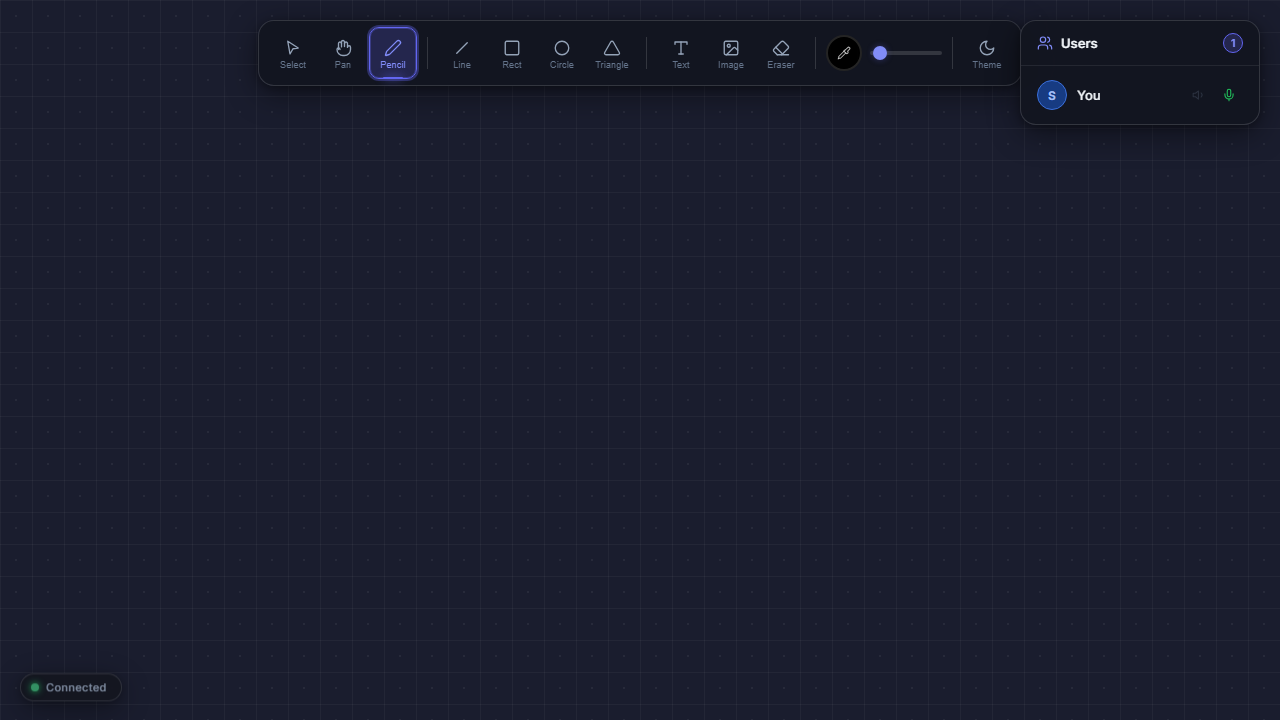 Select
Pan
Pencil
Line
Rect
Circle
Triangle
Text
Image
Eraser
Theme
Users
1
S
You
Connected